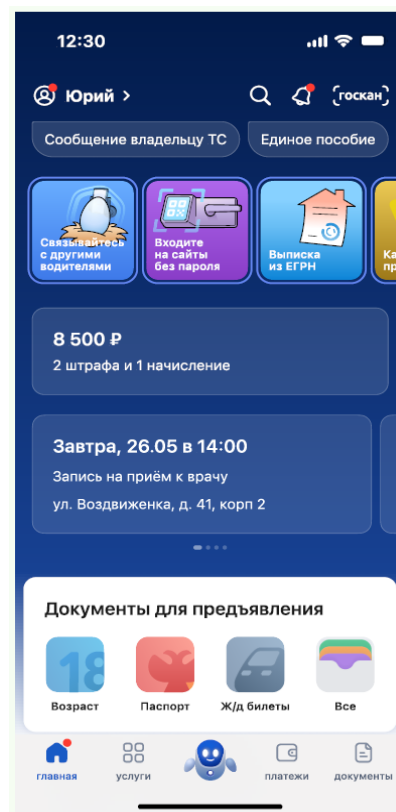 12:30
Юрий >
госкан
Сообщение владельцу ТС
Единое пособие
Связывайтесь
с другими
водителями
Входите
на сайты
без пароля
Выписка
из ЕГРН
8 500 ₽
2 штрафа и 1 начисление
Завтра, 26.05 в 14:00
Запись на приём к врачу
ул. Воздвиженка, д. 41, корп 2
Документы для предъявления
18
Возраст
Паспорт
Ж/д билеты
Все
главная
услуги
платежи
документы